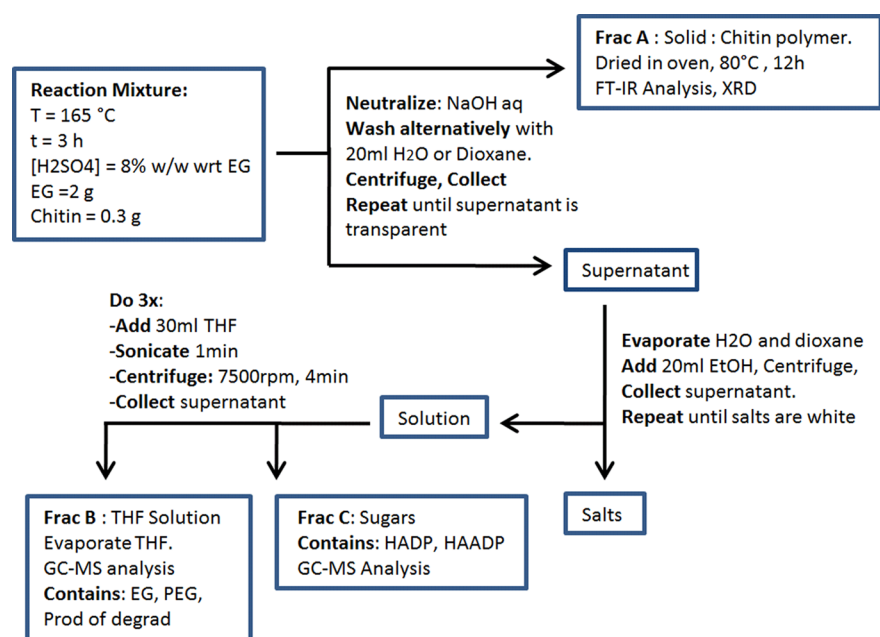 Reaction Mixture:
T = 165 °C
t = 3 h
[H2SO4] = 8% w/w wrt EG
EG =2 g
Chitin = 0.3 g
Neutralize: NaOH aq
Wash alternatively with
20ml H2O or Dioxane.
Centrifuge, Collect
Repeat until supernatant is
transparent
Frac A : Solid : Chitin polymer.
Dried in oven, 80°C , 12h
FT-IR Analysis, XRD
Supernatant
Do 3x:
-Add 30ml THF
-Sonicate 1min
-Centrifuge: 7500rpm, 4min
-Collect supernatant
Evaporate H2O and dioxane
Add 20ml EtOH, Centrifuge,
Collect supernatant.
Repeat until salts are white
Solution
Frac B : THF Solution
Evaporate THF.
GC-MS analysis
Contains: EG, PEG,
Prod of degrad
Frac C: Sugars
Contains: HADP, HAADP
GC-MS Analysis
Salts